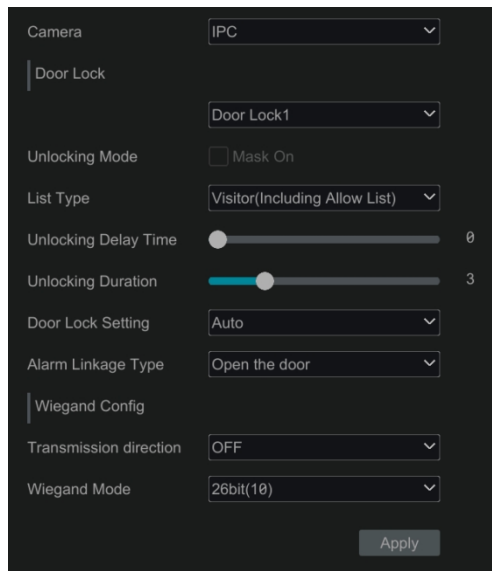 Camera IPC
Door Lock
Door Lock1
Unlocking Mode Mask On
List Type Visitor(Including Allow List)
Unlocking Delay Time 0
Unlocking Duration 3
Door Lock Setting Auto
Alarm Linkage Type Open the door
Wiegand Config
Transmission direction OFF
Wiegand Mode 26bit(10)
Apply